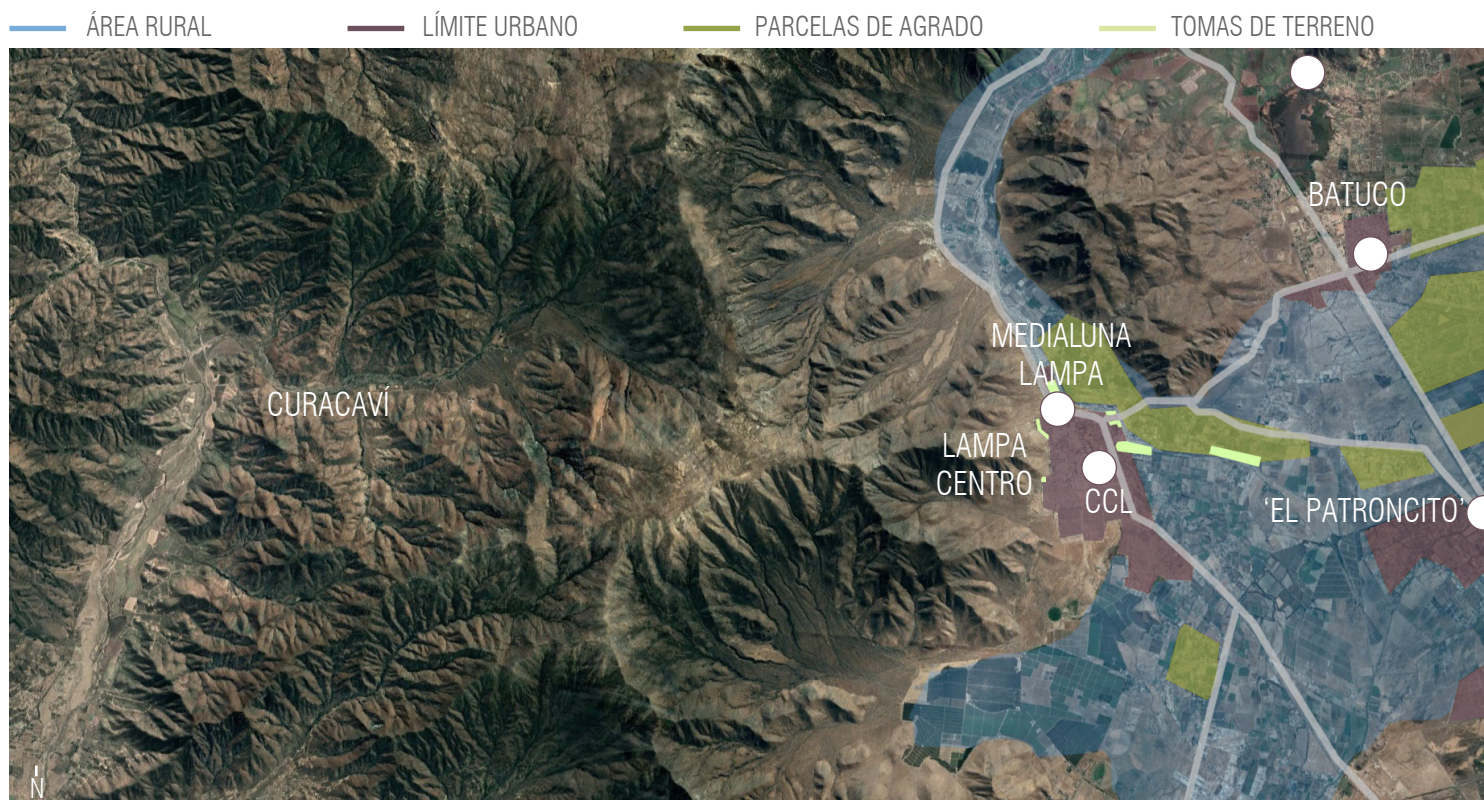 ÁREA RURAL
LÍMITE URBANO
PARCELAS DE AGRADO
TOMAS DE TERRENO
BATUCO
MEDIALUNA
LAMPA
CURACAVÍ
LAMPA
CENTRO
CCL
‘EL PATRONCITO’
N